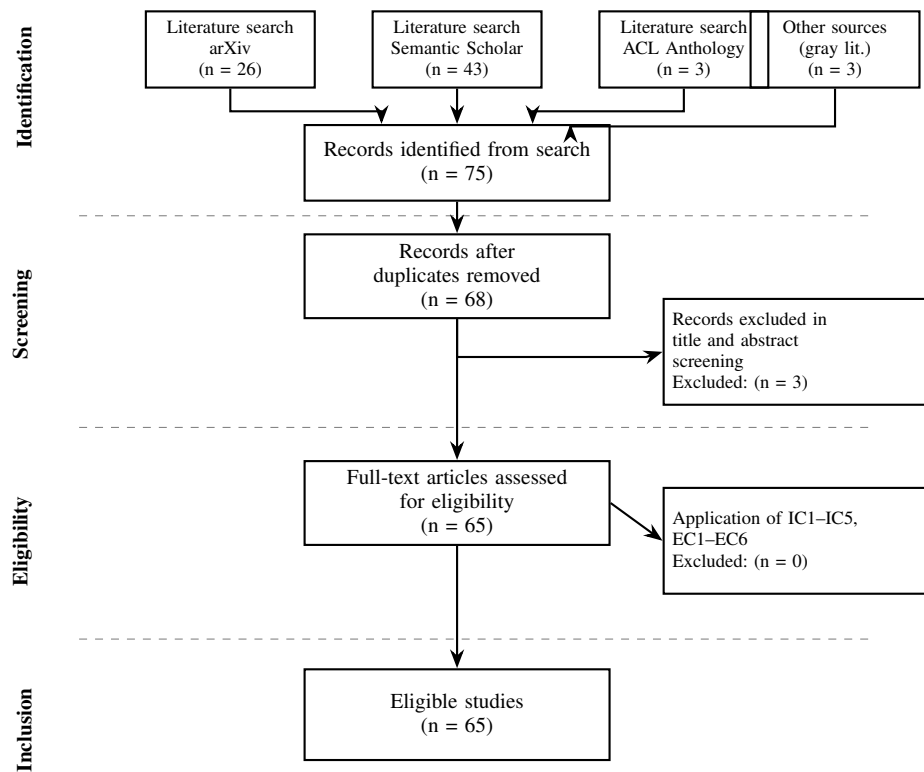 Identification
Literature search
arXiv
(n = 26)
Literature search
Semantic Scholar
(n = 43)
Literature search
ACL Anthology
(n = 3)
Other sources
(gray lit.)
(n = 3)
Records identified from search
(n = 75)
Screening
Records after
duplicates removed
(n = 68)
Records excluded in
title and abstract
screening
Excluded: (n = 3)
Eligibility
Full-text articles assessed
for eligibility
(n = 65)
Application of IC1–IC5,
EC1–EC6
Excluded: (n = 0)
Inclusion
Eligible studies
(n = 65)